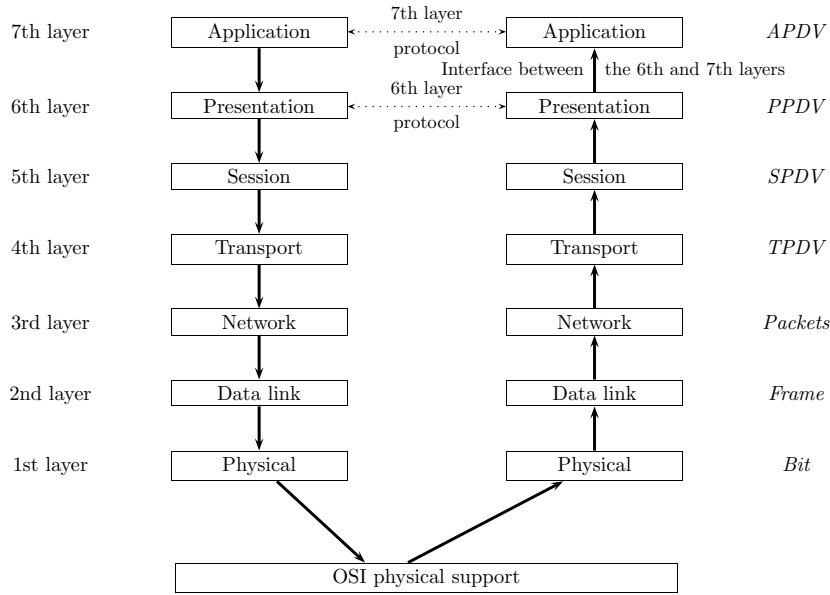 7th layer Application 7th layer Application APDV
protocol
Interface between the 6th and 7th layers
6th layer Presentation 6th layer Presentation PPDV
protocol
5th layer Session Session SPDV
4th layer Transport Transport TPDV
3rd layer Network Network Packets
2nd layer Data link Data link Frame
1st layer Physical Physical Bit
OSI physical support